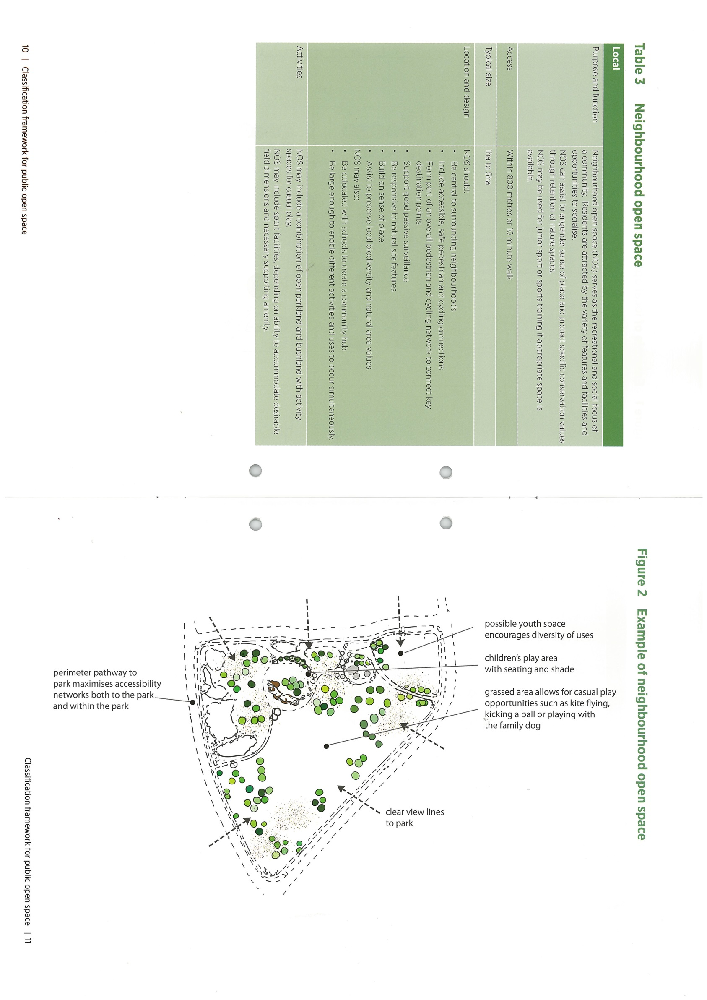 Table 3 Neighbourhood open space
Local
Purpose and function
Neighbourhood open space (NOS) serves as the recreational and social focus of
a community. Residents are attracted by the variety of features and facilities and
opportunities to socialise.
NOS can assist to engender sense of place and protect specific conservation values
through retention of nature spaces.
NOS may be used for junior sport or sports training if appropriate space is
available.
Access
Within 800 metres or 10 minute walk
Typical size
1ha to 5ha
Location and design
NOS should:
• Be central to surrounding neighbourhoods
• Include accessible, safe pedestrian and cycling connections
• Form part of an overall pedestrian and cycling network to connect key
destination points
• Support good passive surveillance
• Be responsive to natural site features
• Build on sense of place
• Assist to preserve local biodiversity and natural area values.
NOS may also:
• Be colocated with schools to create a community hub
• Be large enough to enable different activities and uses to occur simultaneously.
Activities
NOS may include a combination of open parkland and bushland with activity
spaces for casual play.
NOS may include sport facilities, depending on ability to accommodate desirable
field dimensions and necessary supporting amenity.
10 | Classification framework for public open space
Figure 2 Example of neighbourhood open space
possible youth space
encourages diversity of uses
children's play area
with seating and shade
grassed area allows for casual play
opportunities such as kite flying,
kicking a ball or playing with
the family dog
clear view lines
to park
perimeter pathway to
park maximises accessibility
networks both to the park
and within the park
Classification framework for public open space | 11